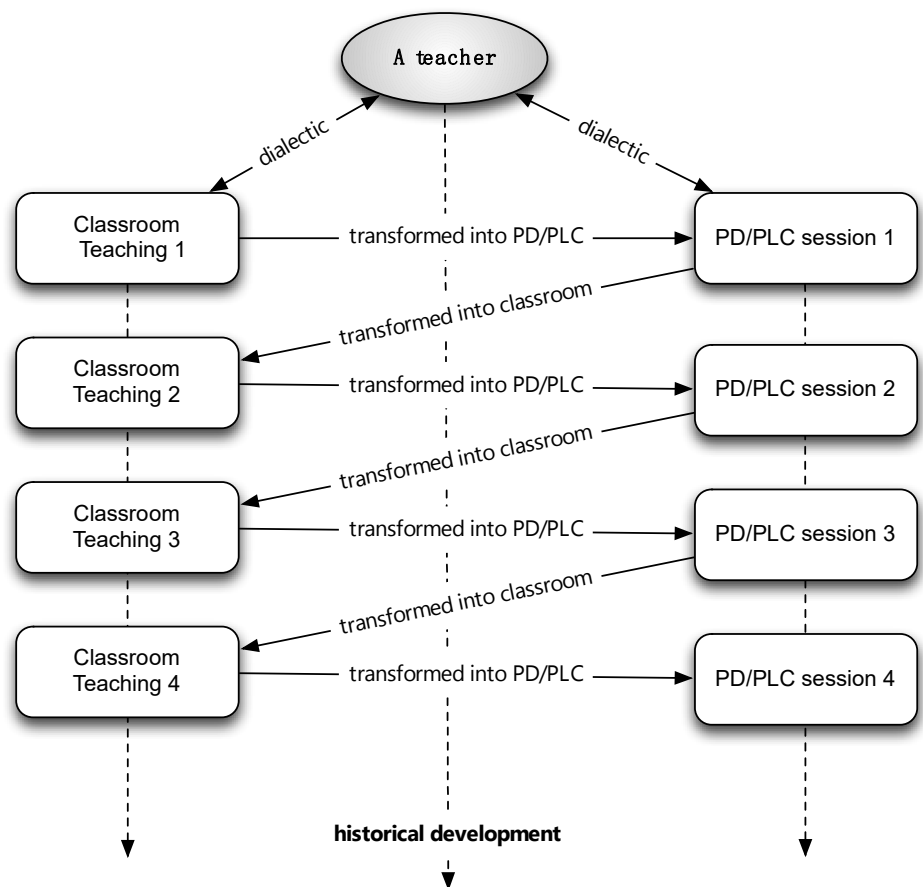 A teacher
dialectic
dialectic
Classroom
Teaching 1
transformed into PD/PLC
PD/PLC session 1
transformed into classroom
Classroom
Teaching 2
transformed into PD/PLC
PD/PLC session 2
transformed into classroom
Classroom
Teaching 3
transformed into PD/PLC
PD/PLC session 3
transformed into classroom
Classroom
Teaching 4
transformed into PD/PLC
PD/PLC session 4
historical development